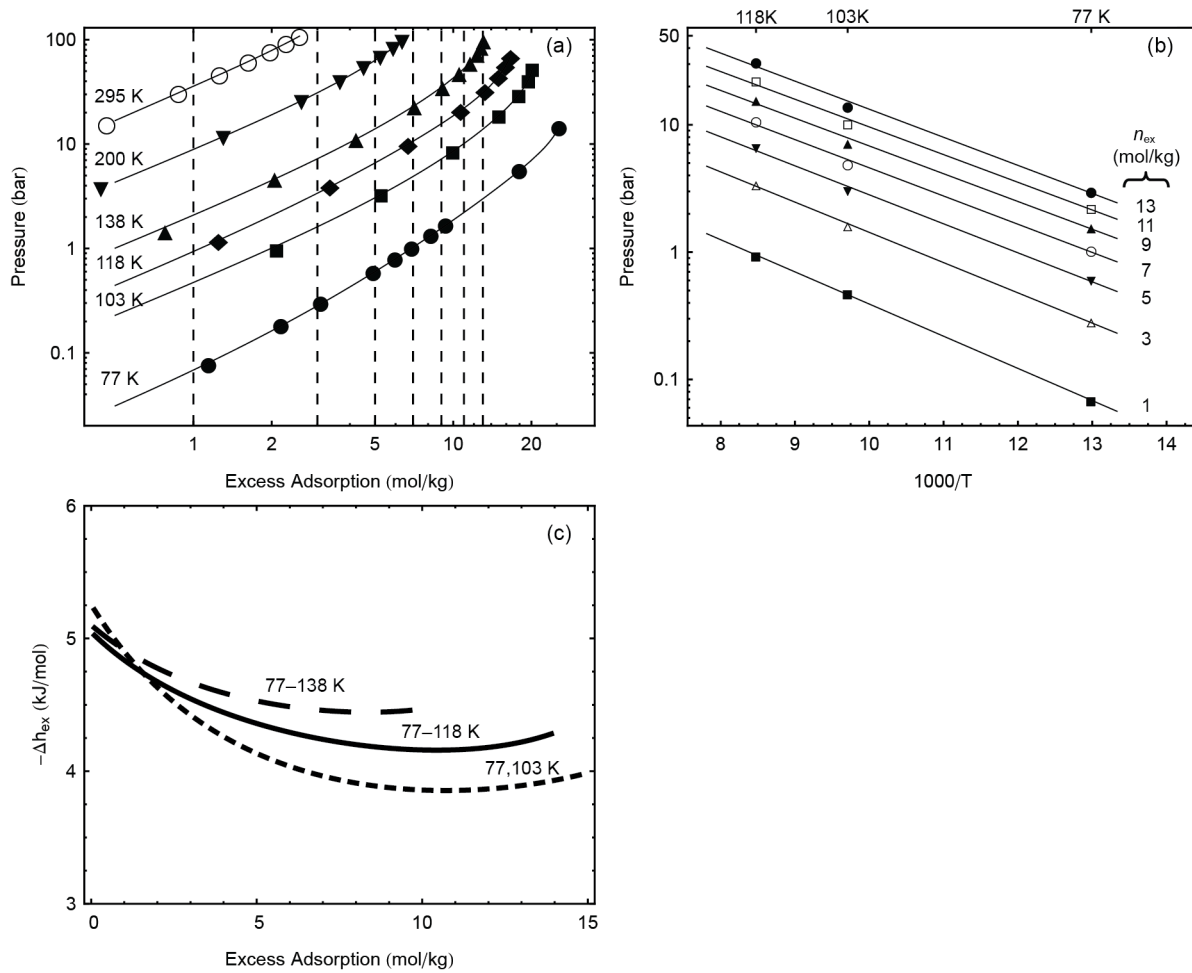 (a)
Pressure (bar)
100
10
1
0.1
295 K
200 K
138 K
118 K
103 K
77 K
1 2 5 10 20
Excess Adsorption (mol/kg)
118K 103K 77 K
(b)
Pressure (bar)
50
10
1
0.1
nex
(mol/kg)
13
11
9
7
5
3
1
8 9 10 11 12 13 14
1000/T
(c)
−Δhex (kJ/mol)
6
5
4
3
77–138 K
77–118 K
77,103 K
0 5 10 15
Excess Adsorption (mol/kg)